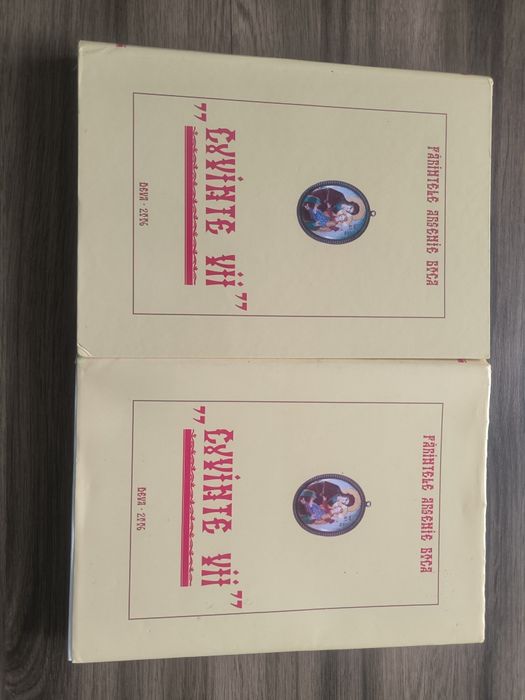 PĂRINTELE ARSENIE BOCA
"CUVINTE VII"
DEVA - 2006
PĂRINTELE ARSENIE BOCA
"CUVINTE VII"
DEVA - 2006